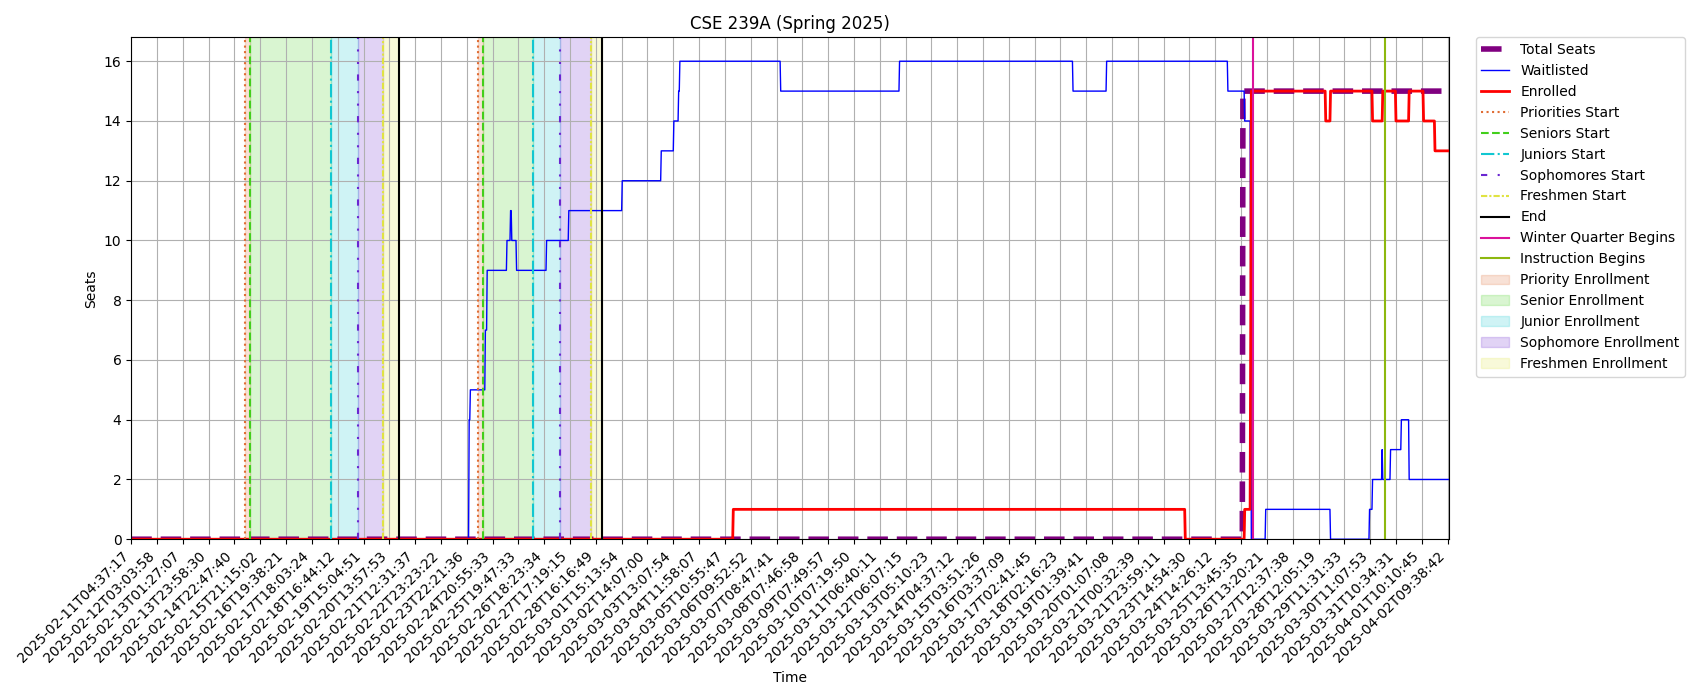 CSE 239A (Spring 2025)
Seats
16
14
12
10
8
6
4
2
0
2025-02-11T04:37:17
2025-02-12T03:03:58
2025-02-13T01:27:07
2025-02-13T23:58:30
2025-02-14T22:47:40
2025-02-15T21:15:02
2025-02-16T19:38:21
2025-02-17T18:03:24
2025-02-18T16:44:12
2025-02-19T15:04:51
2025-02-20T13:57:53
2025-02-21T12:31:37
2025-02-22T23:23:22
2025-02-23T22:21:36
2025-02-24T20:55:33
2025-02-25T19:47:33
2025-02-26T18:23:34
2025-02-27T17:19:15
2025-02-28T16:16:49
2025-03-01T15:13:54
2025-03-02T14:07:00
2025-03-03T13:07:54
2025-03-04T11:58:07
2025-03-05T10:55:47
2025-03-06T09:52:52
2025-03-07T08:47:41
2025-03-08T07:46:58
2025-03-09T07:49:57
2025-03-10T07:19:50
2025-03-11T06:40:11
2025-03-12T06:07:15
2025-03-13T05:10:23
2025-03-14T04:37:12
2025-03-15T03:51:26
2025-03-16T03:37:09
2025-03-17T02:41:45
2025-03-18T02:16:23
2025-03-19T01:39:41
2025-03-20T01:07:08
2025-03-21T00:32:39
2025-03-21T23:59:11
2025-03-23T14:54:30
2025-03-24T14:26:12
2025-03-25T13:45:35
2025-03-26T13:20:21
2025-03-27T12:37:38
2025-03-28T12:05:19
2025-03-29T11:31:33
2025-03-30T11:07:53
2025-03-31T10:34:31
2025-04-01T10:10:45
2025-04-02T09:38:42
Time
Total Seats
Waitlisted
Enrolled
Priorities Start
Seniors Start
Juniors Start
Sophomores Start
Freshmen Start
End
Winter Quarter Begins
Instruction Begins
Priority Enrollment
Senior Enrollment
Junior Enrollment
Sophomore Enrollment
Freshmen Enrollment